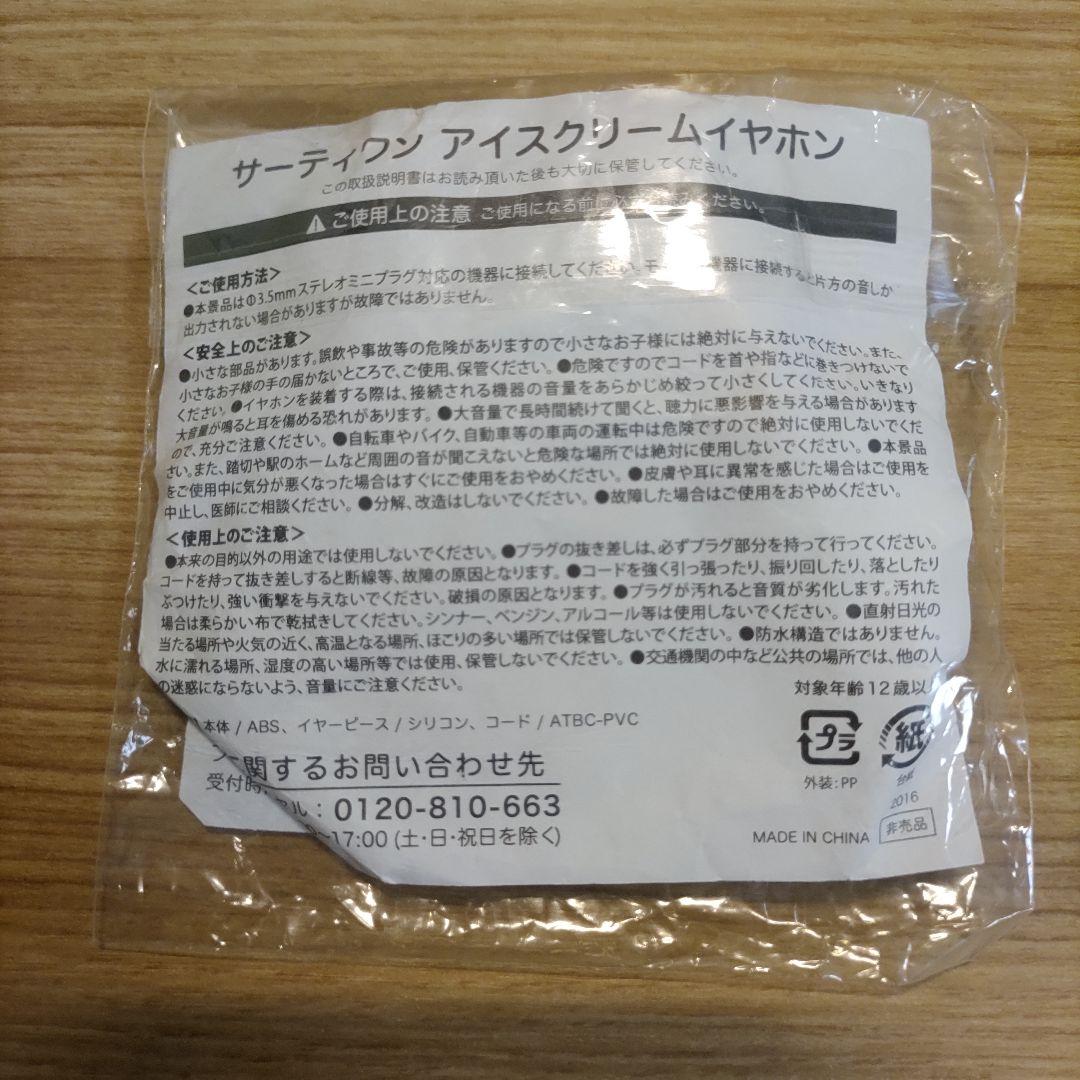 サーティワン アイスクリームイヤホン
この取扱説明書はお読み頂いた後も大切に保管してください。
ご使用上の注意 ご使用になる前に必 ください。
＜ご使用方法＞
●本景品はΦ3.5mmステレオミニプラグ対応の機器に接続してください。モ 機器に接続すると片方の音しか
出力されない場合がありますが故障ではありません。
＜安全上のご注意＞
●小さな部品があります。誤飲や事故等の危険がありますので小さなお子様には絶対に与えないでください。また、
小さなお子様の手の届かないところで、ご使用、保管ください。●危険ですのでコードを首や指などに巻きつけないで
ください。●イヤホンを装着する際は、接続される機器の音量をあらかじめ絞って小さくしてください。いきなり
大音量が鳴ると耳を傷める恐れがあります。●大音量で長時間続けて聞くと、聴力に悪影響を与える場合があります
ので、充分ご注意ください。●自転車やバイク、自動車等の車両の運転中は危険ですので絶対に使用しないでくだ
さい。また、踏切や駅のホームなど周囲の音が聞こえないと危険な場所では絶対に使用しないでください。●本景品
をご使用中に気分が悪くなった場合はすぐにご使用をおやめください。●皮膚や耳に異常を感じた場合はご使用を
中止し、医師にご相談ください。●分解、改造はしないでください。●故障した場合はご使用をおやめください。
＜使用上のご注意＞
●本来の目的以外の用途では使用しないでください。●プラグの抜き差しは、必ずプラグ部分を持って行ってください。
コードを持って抜き差しすると断線等、故障の原因となります。●コードを強く引っ張ったり、振り回したり、落としたり
ぶつけたり、強い衝撃を与えないでください。破損の原因となります。●プラグが汚れると音質が劣化します。汚れた
場合は柔らかい布で乾拭きしてください。シンナー、ベンジン、アルコール等は使用しないでください。●直射日光の
当たる場所や火気の近く、高温となる場所、ほこりの多い場所では保管しないでください。●防水構造ではありません。
水に濡れる場所、湿度の高い場所等では使用、保管しないでください。●交通機関の中など公共の場所では、他の人
の迷惑にならないよう、音量にご注意ください。
対象年齢12歳以
本体 / ABS、イヤーピース / シリコン、コード / ATBC-PVC
プラ
紙
外装:PP
台紙
関するお問い合わせ先
受付時
ル：0120-810-663
~17:00 (土・日・祝日を除く)
2016
MADE IN CHINA
非売品